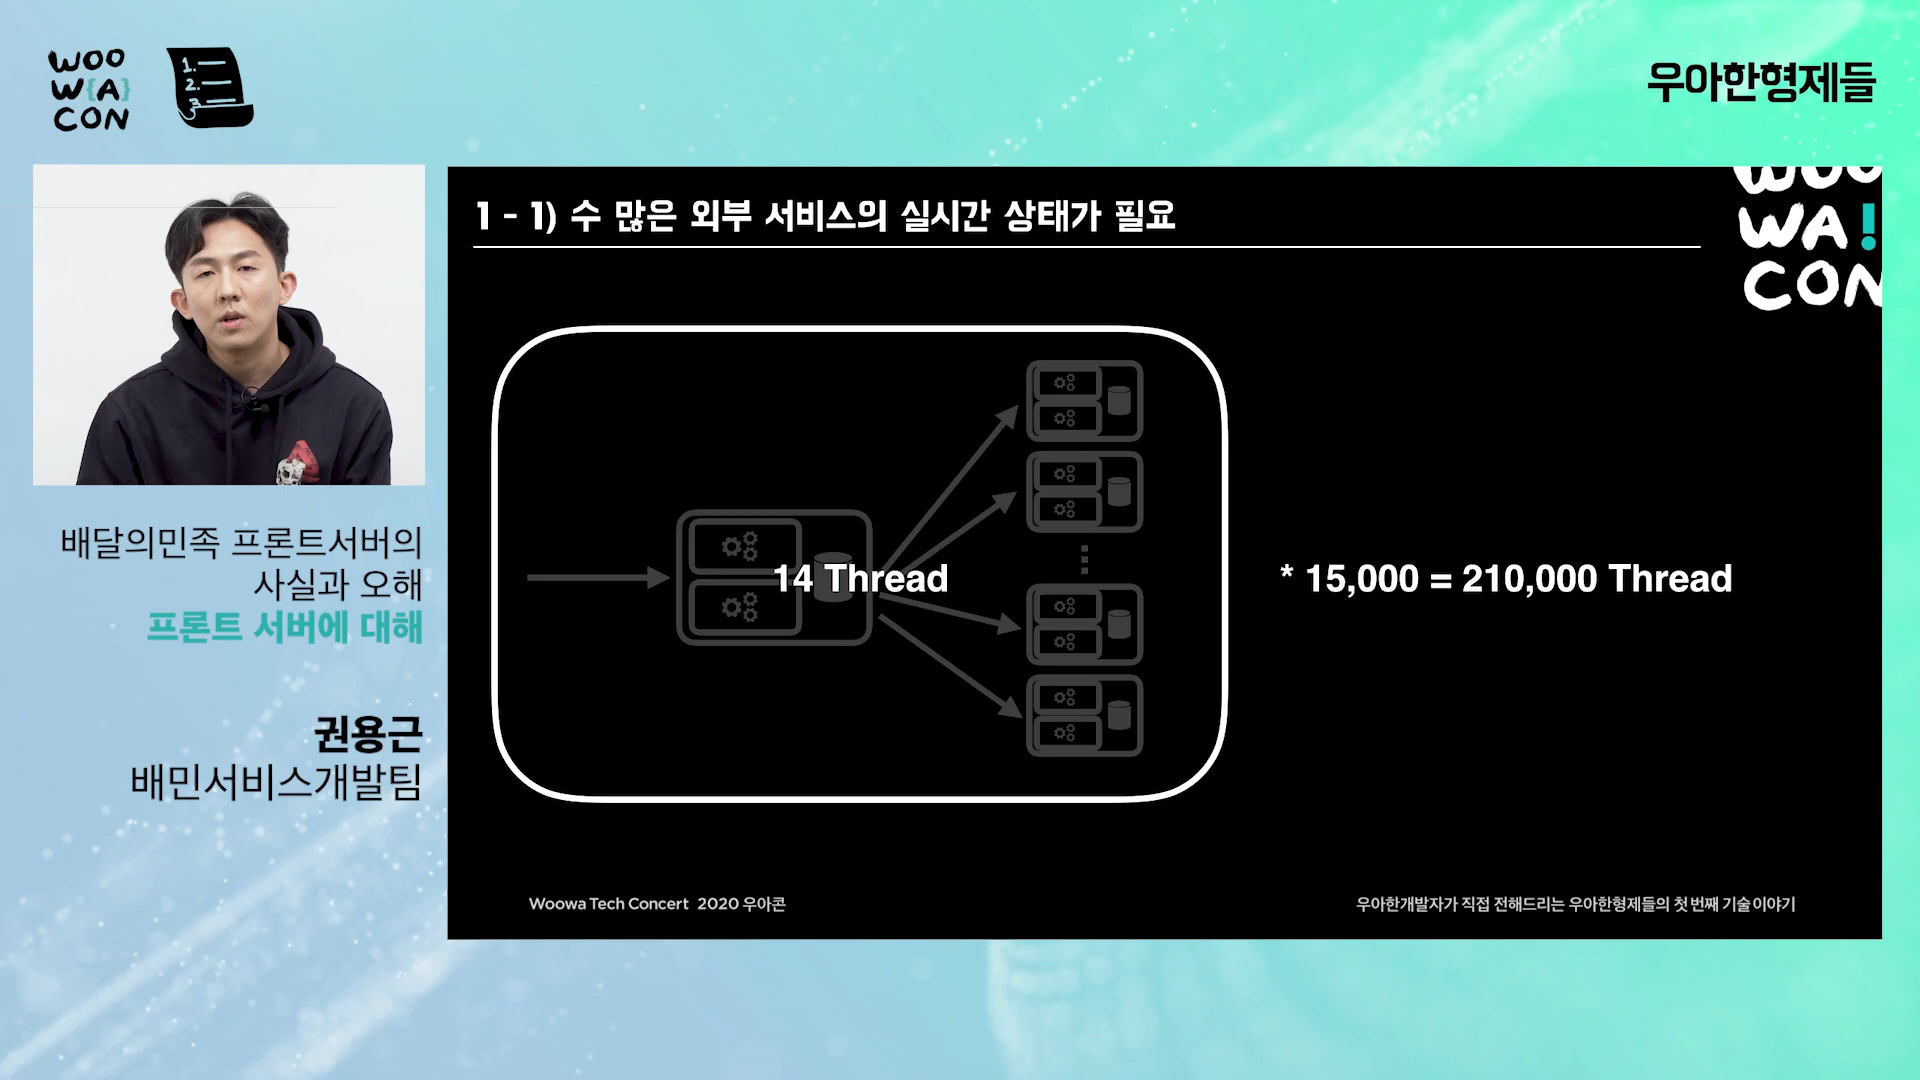 WOO
W{A}
CON
1.
2.
3.
우아한형제들
배달의민족 프론트서버의
사실과 오해
프론트 서버에 대해
권용근
배민서비스개발팀
1 - 1) 수 많은 외부 서비스의 실시간 상태가 필요
WOO
WA!
CON
14 Thread
* 15,000 = 210,000 Thread
Woowa Tech Concert 2020 우아콘
우아한개발자가 직접 전해드리는 우아한형제들의 첫 번째 기술 이야기